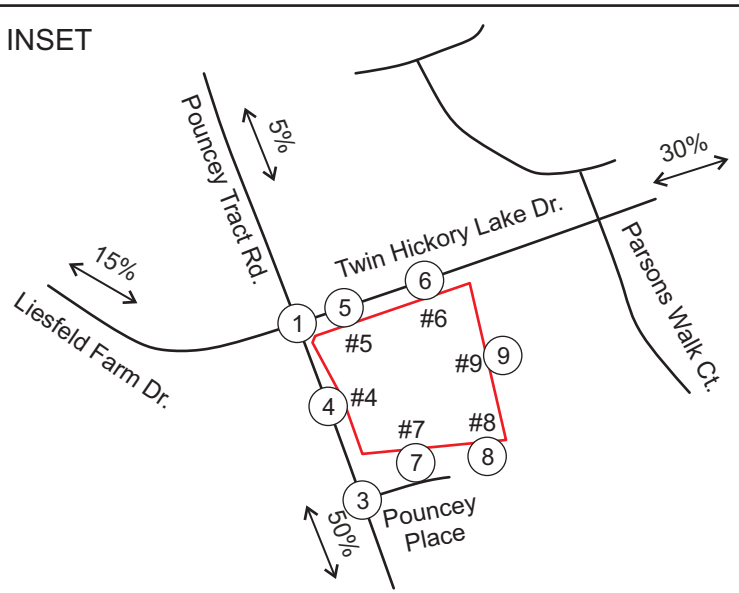 INSET
Pouncey Tract Rd.
5%
30%
Twin Hickory Lake Dr.
15%
Liesfeld Farm Dr.
Parsons Walk Ct.
1
5
6
#5
#6
#9
9
4
#4
#7
#8
7
8
3
Pouncey
Place
50%